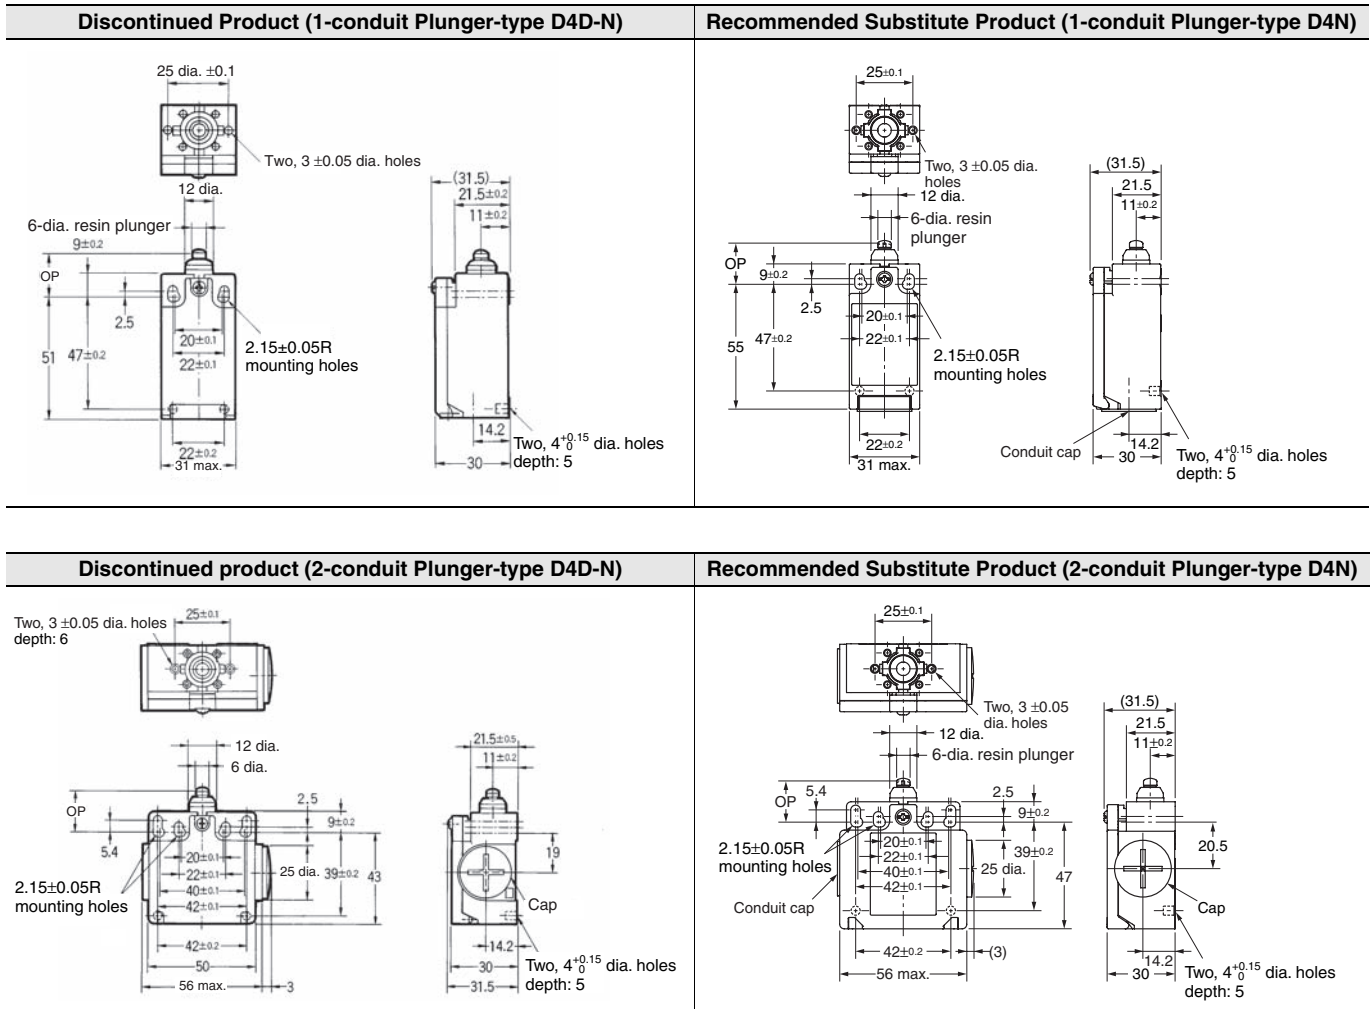 Discontinued Product (1-conduit Plunger-type D4D-N)
25 dia. ±0.1
Two, 3 ±0.05 dia. holes
12 dia.
6-dia. resin plunger
9±0.2
OP
2.5
51
47±0.2
20±0.1
22±0.1
2.15±0.05R
mounting holes
22±0.2
31 max.
(31.5)
21.5±0.2
11±0.2
14.2
30
Two, 4+0.15 0 dia. holes
depth: 5
Recommended Substitute Product (1-conduit Plunger-type D4N)
25±0.1
Two, 3 ±0.05 dia.
holes
12 dia.
6-dia. resin
plunger
OP
9±0.2
2.5
55
47±0.2
20±0.1
22±0.1
2.15±0.05R
mounting holes
22±0.2
31 max.
(31.5)
21.5
11±0.2
Conduit cap
14.2
30
Two, 4+0.15 0 dia. holes
depth: 5
Discontinued product (2-conduit Plunger-type D4D-N)
Two, 3 ±0.05 dia. holes
depth: 6
25±0.1
12 dia.
6 dia.
OP
5.4
2.5
9±0.2
20±0.1
22±0.1
40±0.1
42±0.1
25 dia.
39±0.2
43
2.15±0.05R
mounting holes
42±0.2
50
56 max.
3
21.5±0.5
11±0.2
19
Cap
14.2
30
31.5
Two, 4+0.15 0 dia. holes
depth: 5
Recommended Substitute Product (2-conduit Plunger-type D4N)
25±0.1
Two, 3 ±0.05
dia. holes
12 dia.
6-dia. resin plunger
OP
5.4
2.5
9±0.2
2.15±0.05R
mounting holes
20±0.1
22±0.1
40±0.1
42±0.1
25 dia.
39±0.2
47
Conduit cap
42±0.2
(3)
56 max.
(31.5)
21.5
11±0.2
20.5
Cap
14.2
30
Two, 4+0.15 0 dia. holes
depth: 5